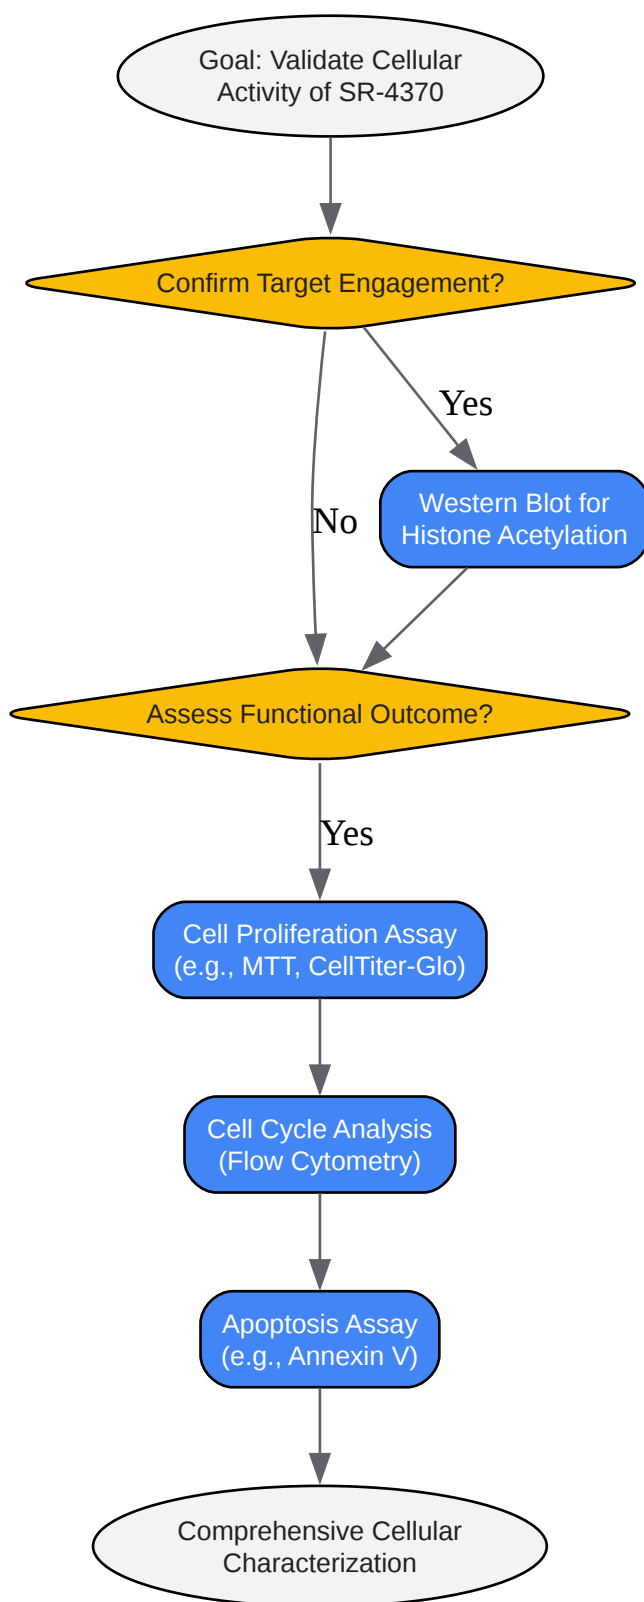 Goal: Validate Cellular
Activity of SR-4370
Confirm Target Engagement?
Yes
Western Blot for
Histone Acetylation
No
Assess Functional Outcome?
Yes
Cell Proliferation Assay
(e.g., MTT, CellTiter-Glo)
Cell Cycle Analysis
(Flow Cytometry)
Apoptosis Assay
(e.g., Annexin V)
Comprehensive Cellular
Characterization